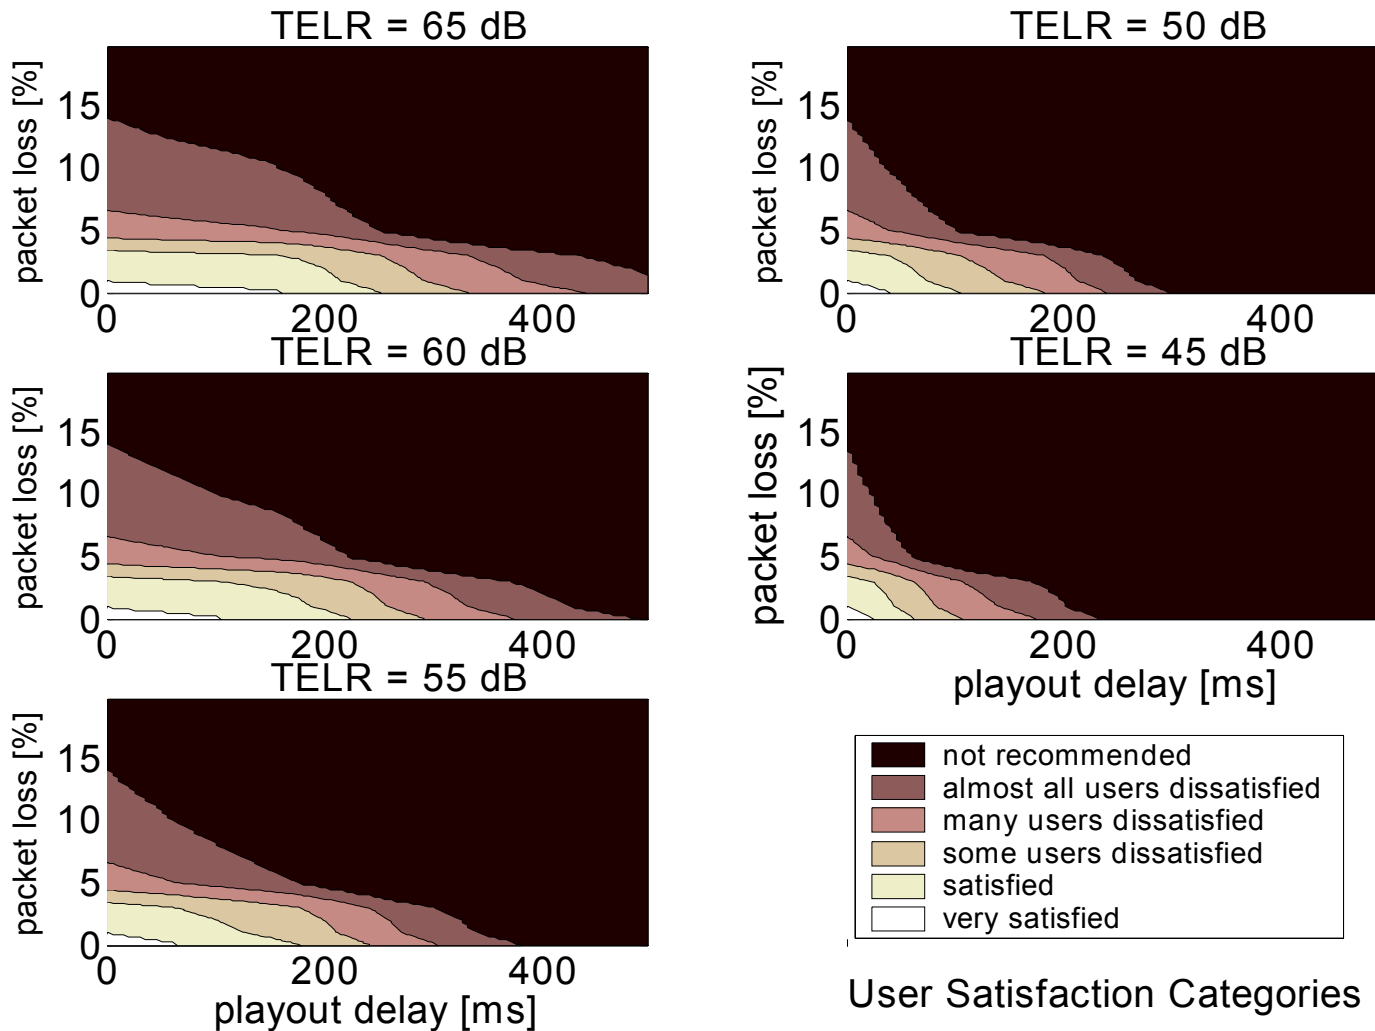 TELR = 65 dB
packet loss [%]
15
10
5
0
0 200 400
TELR = 60 dB
packet loss [%]
15
10
5
0
0 200 400
TELR = 55 dB
packet loss [%]
15
10
5
0
0 200 400
playout delay [ms]
TELR = 50 dB
packet loss [%]
15
10
5
0
0 200 400
TELR = 45 dB
packet loss [%]
15
10
5
0
0 200 400
playout delay [ms]
not recommended
almost all users dissatisfied
many users dissatisfied
some users dissatisfied
satisfied
very satisfied
User Satisfaction Categories